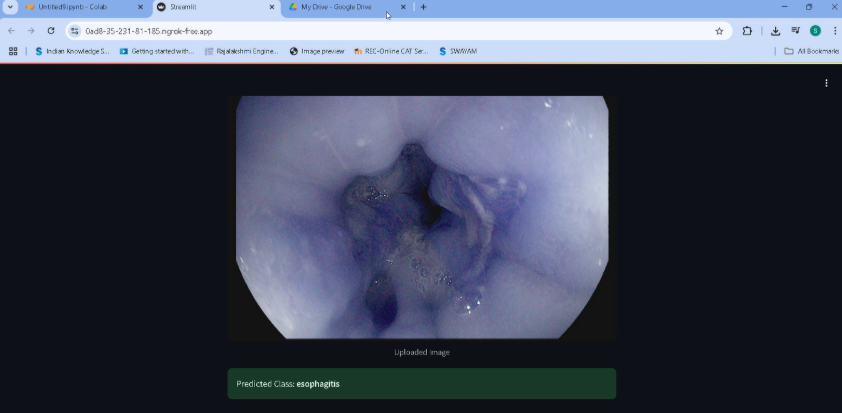 Untitled9.ipynb - Colab
Streamlit
My Drive - Google Drive
0ad8-35-231-81-185.ngrok-free.app
Indian Knowledge S...
Getting started with...
Rajalakshmi Engine...
Image preview
REC-Online CAT Ser...
SWAYAM
All Bookmarks
Uploaded Image
Predicted Class: esophagitis